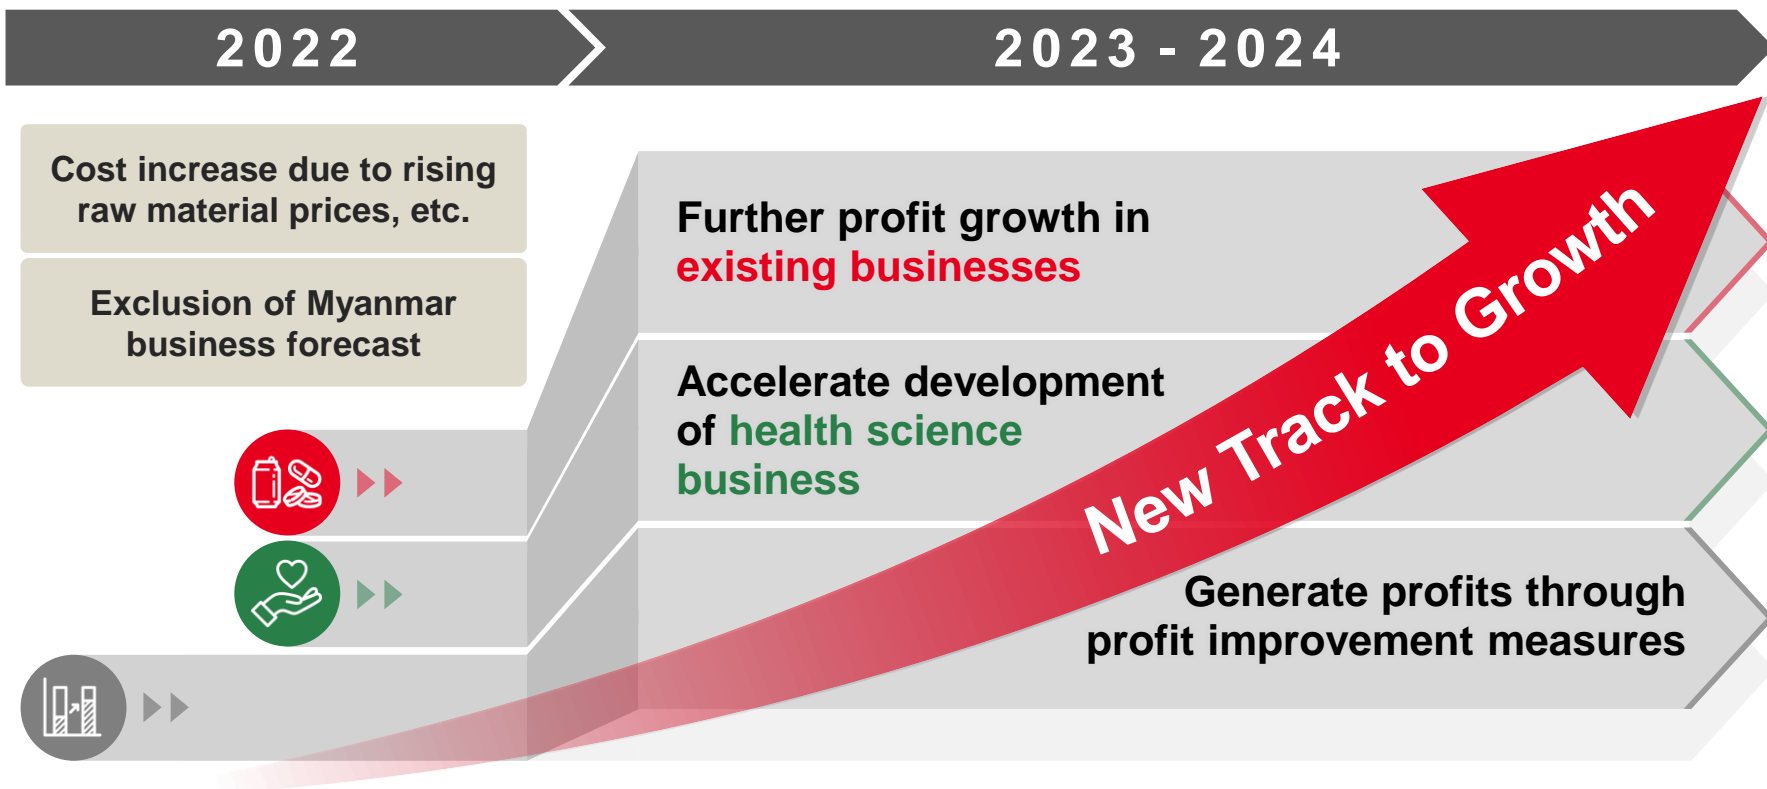 2022
2023 - 2024
Cost increase due to rising
raw material prices, etc.
Exclusion of Myanmar
business forecast
Further profit growth in
existing businesses
Accelerate development
of health science
business
New Track to Growth
Generate profits through
profit improvement measures